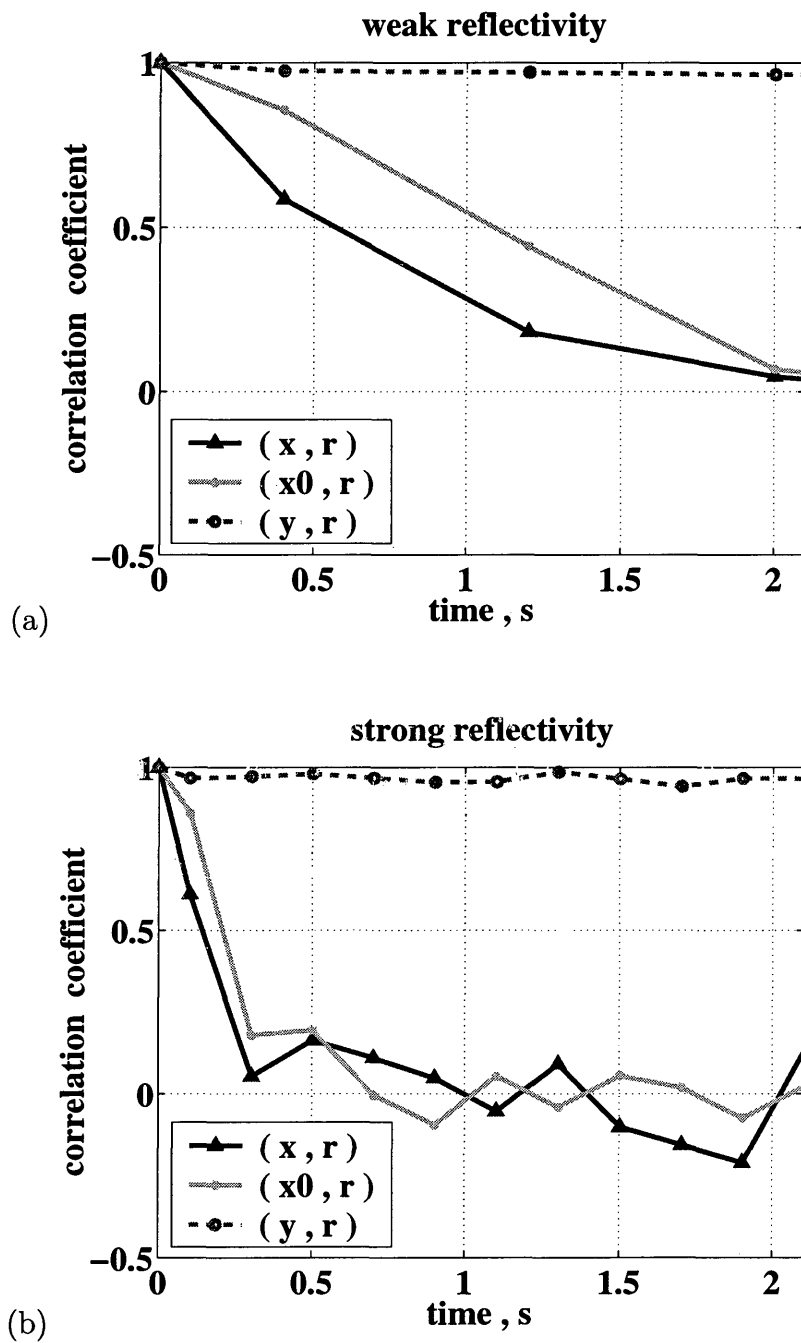 weak reflectivity
1
0.5
0
−0.5
correlation coefficient
( x , r )
( x0 , r )
( y , r )
0 0.5 1 1.5 2
time , s
(a)
strong reflectivity
1
0.5
0
−0.5
correlation coefficient
( x , r )
( x0 , r )
( y , r )
0 0.5 1 1.5 2
time , s
(b)